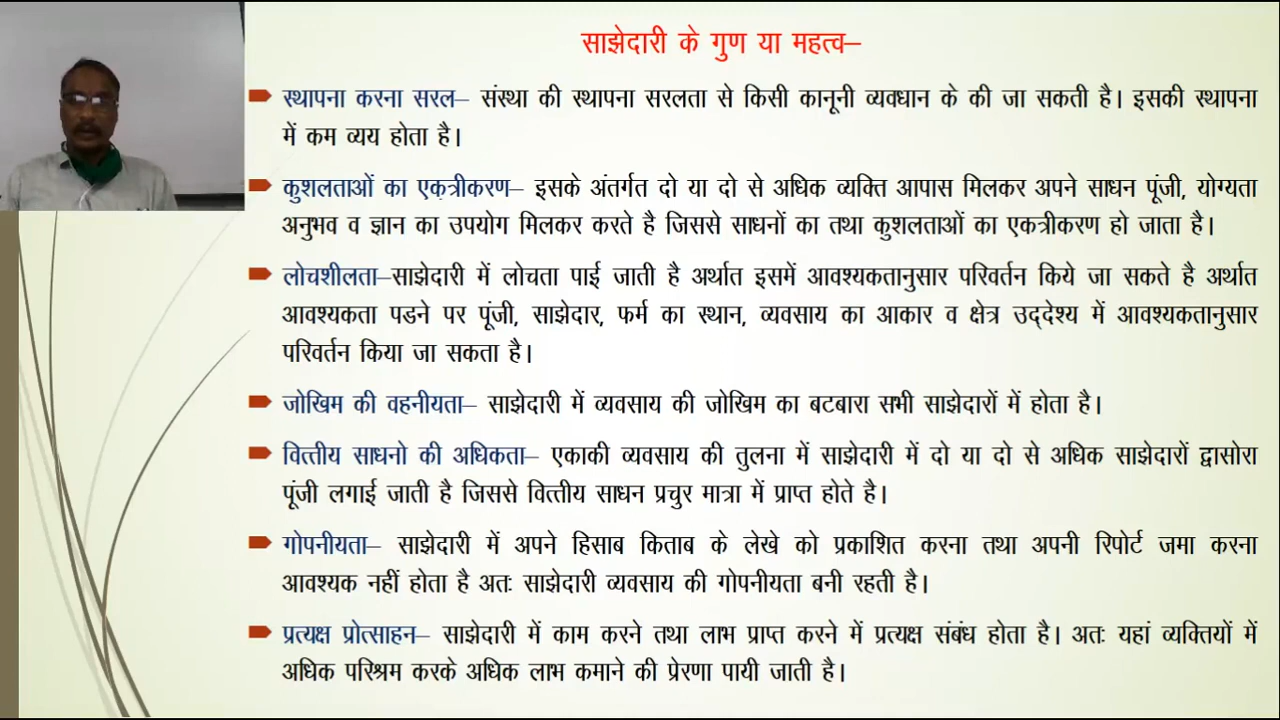 साझेदारी के गुण या महत्व–
स्थापना करना सरल– संस्था की स्थापना सरलता से किसी कानूनी व्यवधान के की जा सकती है। इसकी स्थापना
में कम व्यय होता है।
कुशलताओं का एकत्रीकरण– इसके अंतर्गत दो या दो से अधिक व्यक्ति आपास मिलकर अपने साधन पूंजी, योग्यता
अनुभव व ज्ञान का उपयोग मिलकर करते है जिससे साधनों का तथा कुशलताओं का एकत्रीकरण हो जाता है।
लोचशीलता–साझेदारी में लोचता पाई जाती है अर्थात इसमें आवश्यकतानुसार परिवर्तन किये जा सकते है अर्थात
आवश्यकता पडने पर पूंजी, साझेदार, फर्म का स्थान, व्यवसाय का आकार व क्षेत्र उद्देश्य में आवश्यकतानुसार
परिवर्तन किया जा सकता है।
जोखिम की वहनीयता– साझेदारी में व्यवसाय की जोखिम का बटबारा सभी साझेदारों में होता है।
वित्तीय साधनो की अधिकता– एकाकी व्यवसाय की तुलना में साझेदारी में दो या दो से अधिक साझेदारों द्वासोरा
पूंजी लगाई जाती है जिससे वित्तीय साधन प्रचुर मात्रा में प्राप्त होते है।
गोपनीयता– साझेदारी में अपने हिसाब किताब के लेखे को प्रकाशित करना तथा अपनी रिपोर्ट जमा करना
आवश्यक नहीं होता है अतः साझेदारी व्यवसाय की गोपनीयता बनी रहती है।
प्रत्यक्ष प्रोत्साहन– साझेदारी में काम करने तथा लाभ प्राप्त करने में प्रत्यक्ष संबंध होता है। अतः यहां व्यक्तियों में
अधिक परिश्रम करके अधिक लाभ कमाने की प्रेरणा पायी जाती है।